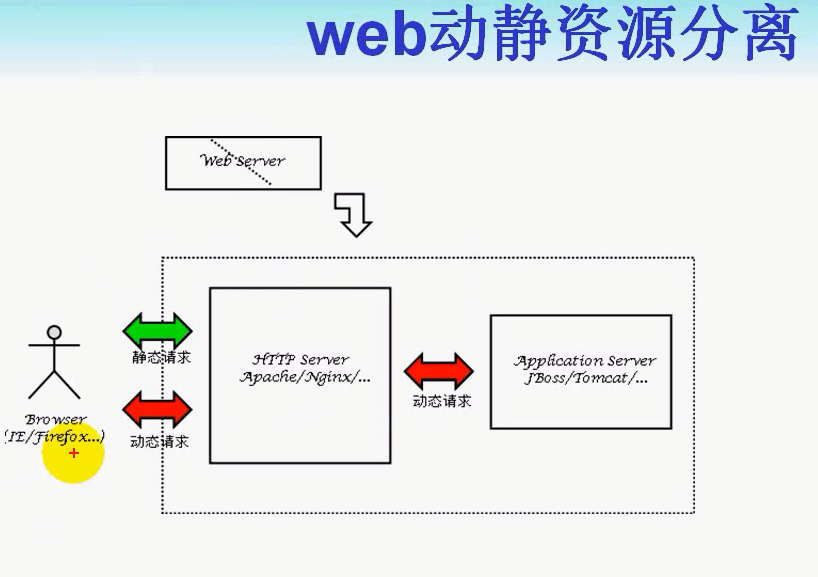 web动静资源分离
Web Server
静态请求
HTTP Server
Apache/Nginx/...
Application Server
JBoss/Tomcat/...
动态请求
Browser
(IE/Firefox...)
动态请求